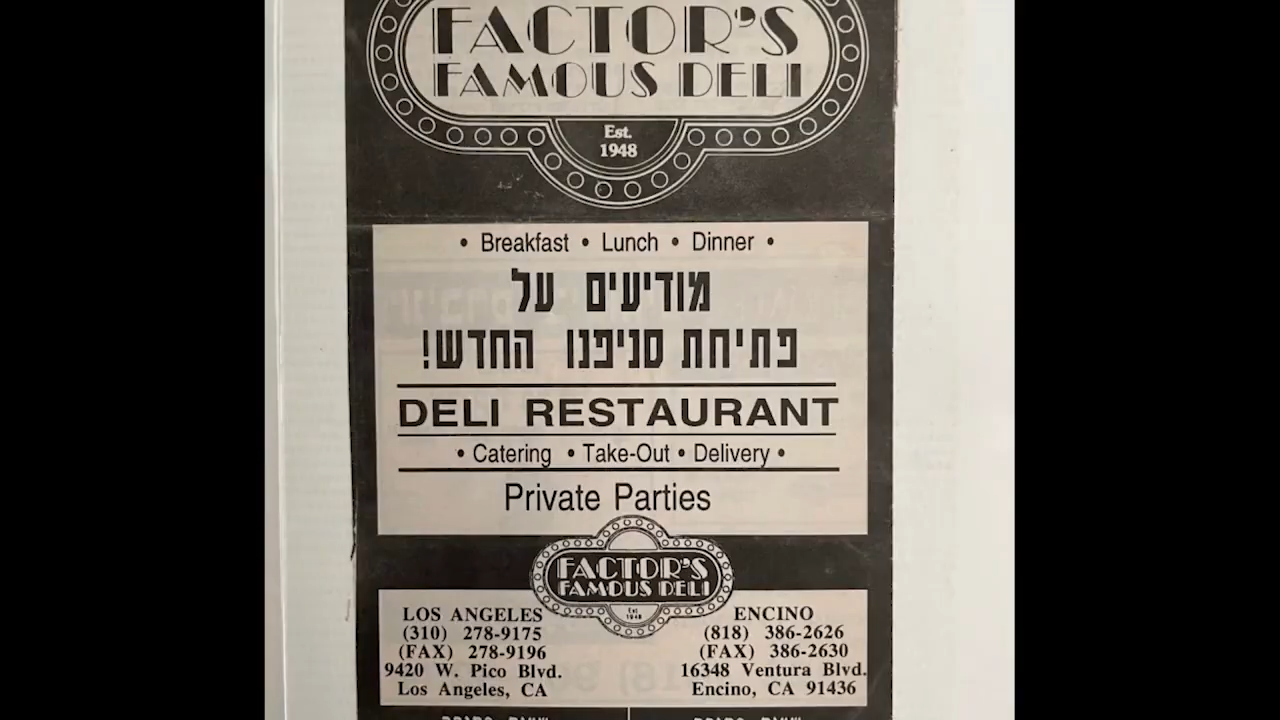 FACTOR'S
FAMOUS DELI
Est.
1948
• Breakfast • Lunch • Dinner •
מודיעים על
פתיחת סניפנו החדש!
DELI RESTAURANT
• Catering • Take-Out • Delivery •
Private Parties
FACTOR'S
FAMOUS DELI
Est
1948
LOS ANGELES
(310) 278-9175
(FAX) 278-9196
9420 W. Pico Blvd.
Los Angeles, CA
ENCINO
(818) 386-2626
(FAX) 386-2630
16348 Ventura Blvd.
Encino, CA 91436